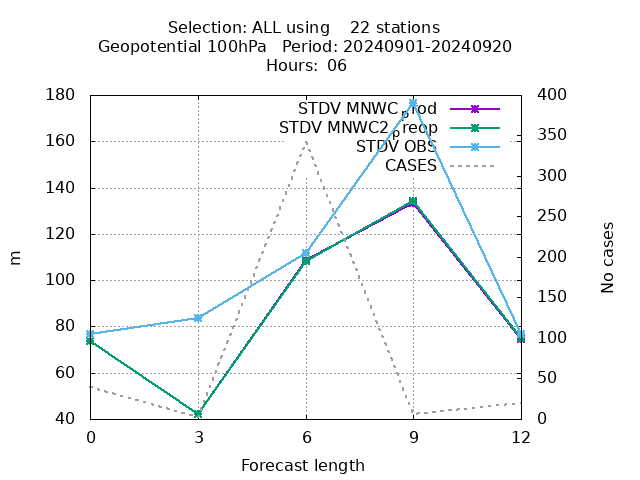 Selection: ALL using    22 stations
Geopotential 100hPa   Period: 20240901-20240920
Hours:  06
STDV MNWC_prod
STDV MNWC2_preop
STDV OBS
CASES
180
160
140
120
100
80
60
40
m
400
350
300
250
200
150
100
50
0
No cases
0 3 6 9 12
Forecast length